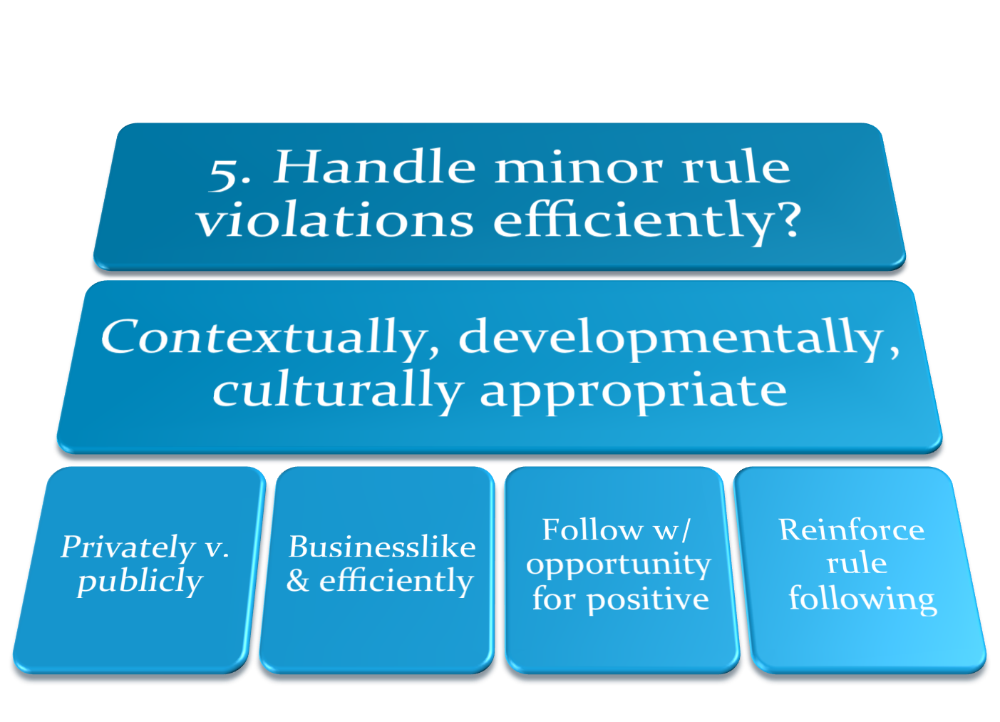 5. Handle minor rule
violations efficiently?
Contextually, developmentally,
culturally appropriate
Privately v.
publicly
Businesslike
& efficiently
Follow w/
opportunity
for positive
Reinforce
rule
following